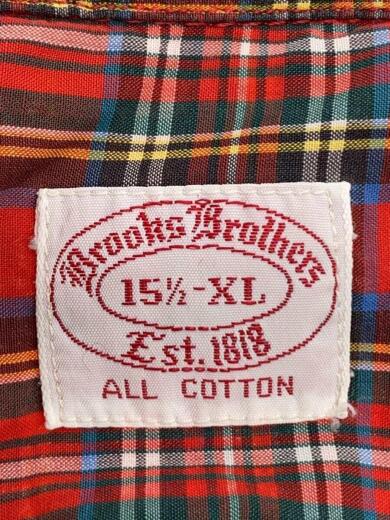 Brooks Brothers
15½-XL
Est. 1818
ALL COTTON